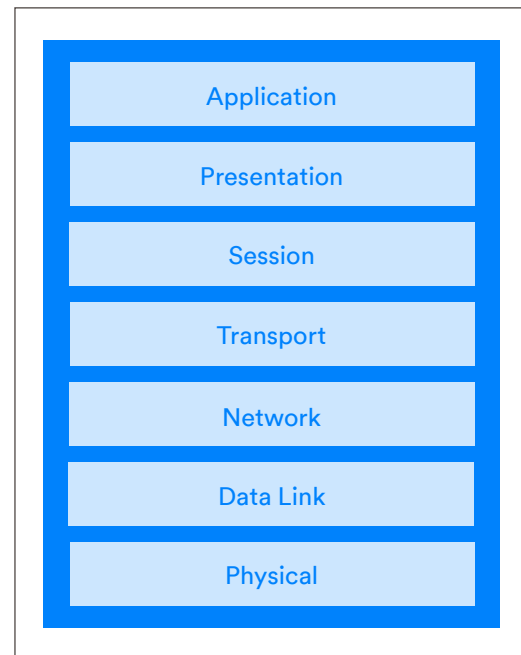 Application
Presentation
Session
Transport
Network
Data Link
Physical